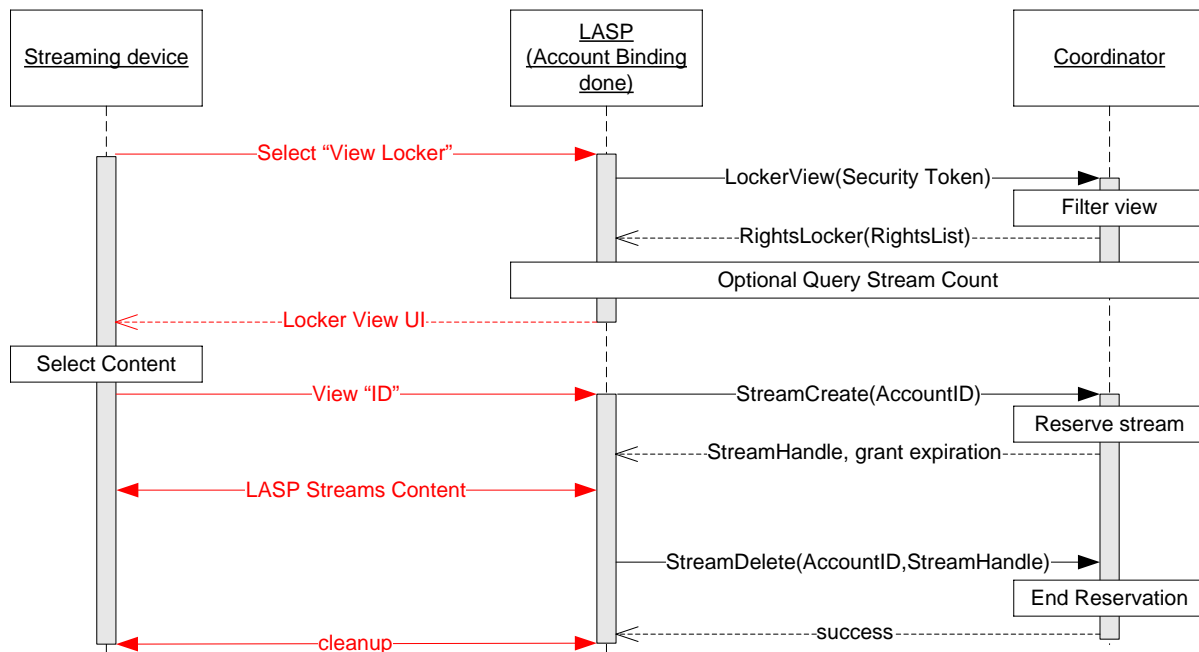 Streaming device
LASP
(Account Binding
done)
Coordinator
Select “View Locker”
LockerView(Security Token)
Filter view
RightsLocker(RightsList)
Optional Query Stream Count
Locker View UI
Select Content
View “ID”
StreamCreate(AccountID)
Reserve stream
StreamHandle, grant expiration
LASP Streams Content
StreamDelete(AccountID,StreamHandle)
End Reservation
success
cleanup